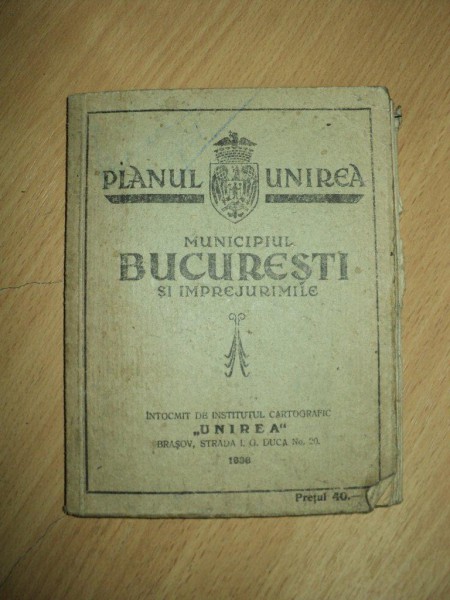 PLANUL UNIREA
MUNICIPIUL
BUCUREȘTI
ȘI IMPREJURIMILE
ÎNTOCMIT DE INSTITUTUL CARTOGRAFIC
„UNIREA"
BRAȘOV, STRADA I. G. DUCA No. 20.
1936
Prețul 40.—